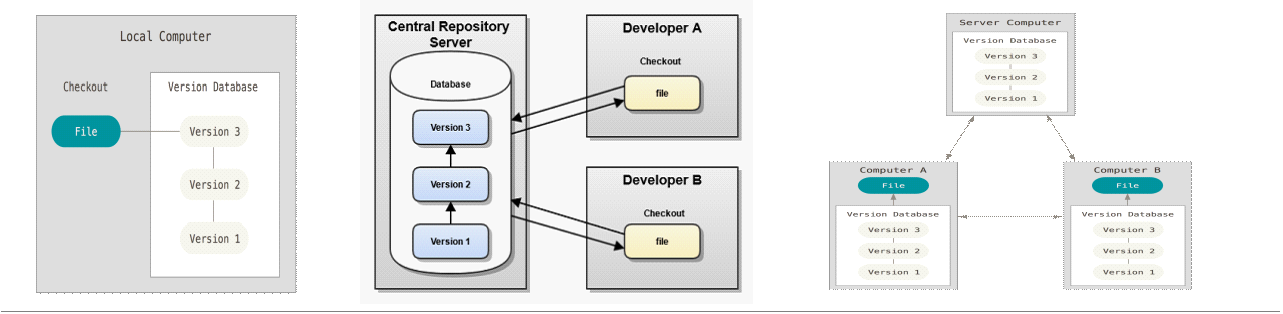 Local Computer
Checkout
Version Database
File
Version 3
Version 2
Version 1
Central Repository
Server
Database
Version 3
Version 2
Version 1
Developer A
Checkout
file
Developer B
Checkout
file
Server Computer
Version Database
Version 3
Version 2
Version 1
Computer A
File
Version Database
Version 3
Version 2
Version 1
Computer B
File
Version Database
Version 3
Version 2
Version 1